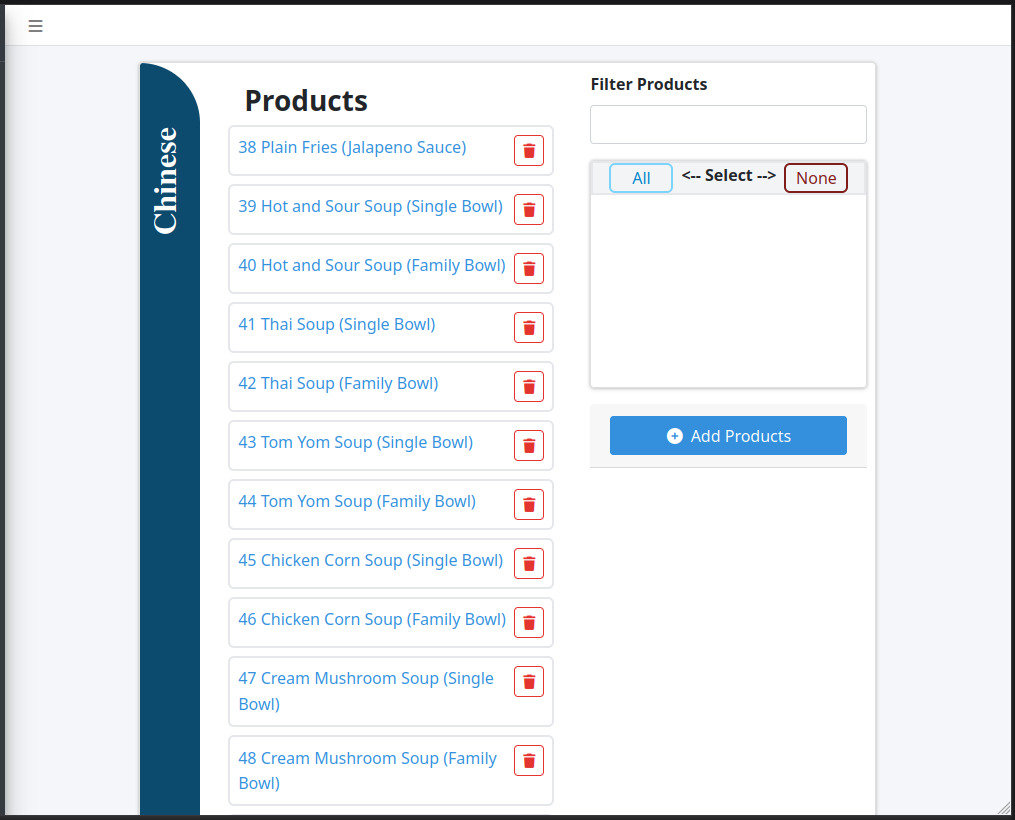 Chinese
Products
38 Plain Fries (Jalapeno Sauce)
39 Hot and Sour Soup (Single Bowl)
40 Hot and Sour Soup (Family Bowl)
41 Thai Soup (Single Bowl)
42 Thai Soup (Family Bowl)
43 Tom Yom Soup (Single Bowl)
44 Tom Yom Soup (Family Bowl)
45 Chicken Corn Soup (Single Bowl)
46 Chicken Corn Soup (Family Bowl)
47 Cream Mushroom Soup (Single
Bowl)
48 Cream Mushroom Soup (Family
Bowl)
Filter Products
All <-- Select --> None
Add Products